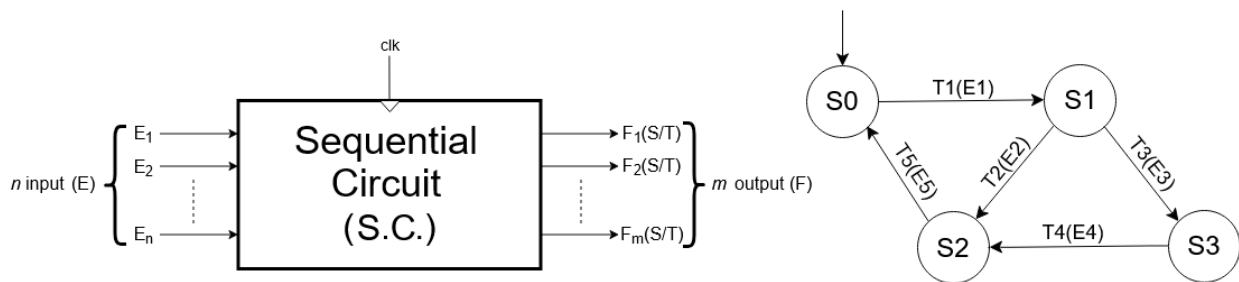 clk
n input (E)
E1
E2
En
Sequential
Circuit
(S.C.)
F1(S/T)
F2(S/T)
Fm(S/T)
m output (F)
S0
T1(E1)
S1
T5(E5)
T2(E2)
T3(E3)
S2
T4(E4)
S3